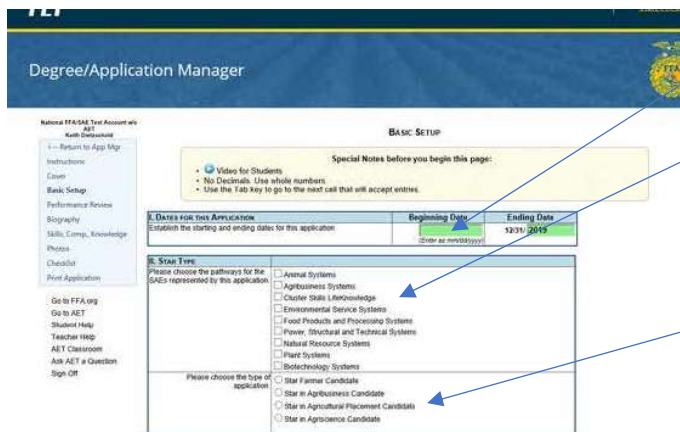 Degree/Application Manager
National FFA/SAE Test Account w/o
AET
Keith Dietzschold
<--- Return to App Mgr
Instructions
Cover
Basic Setup
Performance Review
Biography
Skills, Comp., Knowledge
Photos
Checklist
Print Application
Go to FFA.org
Go to AET
Student Help
Teacher Help
AET Classroom
Ask AET a Question
Sign Off
BASIC SETUP
Special Notes before you begin this page:
• Video for Students
• No Decimals. Use whole numbers
• Use the Tab key to go to the next cell that will accept entries.
I. DATES FOR THIS APPLICATION
Beginning Date
Ending Date
Establish the starting and ending dates for this application
(Enter as mm/dd/yyyy)
12/31/ 2019
II. STAR TYPE
Please choose the pathways for the
SAEs represented by this application
Animal Systems
Agribusiness Systems
Cluster Skills LifeKnowledge
Environmental Service Systems
Food Products and Processing Systems
Power, Structural and Technical Systems
Natural Resource Systems
Plant Systems
Biotechnology Systems
Please choose the type of
application
Star Farmer Candidate
Star in Agribusiness Candidate
Star in Agricultural Placement Candidate
Star in Agriscience Candidate